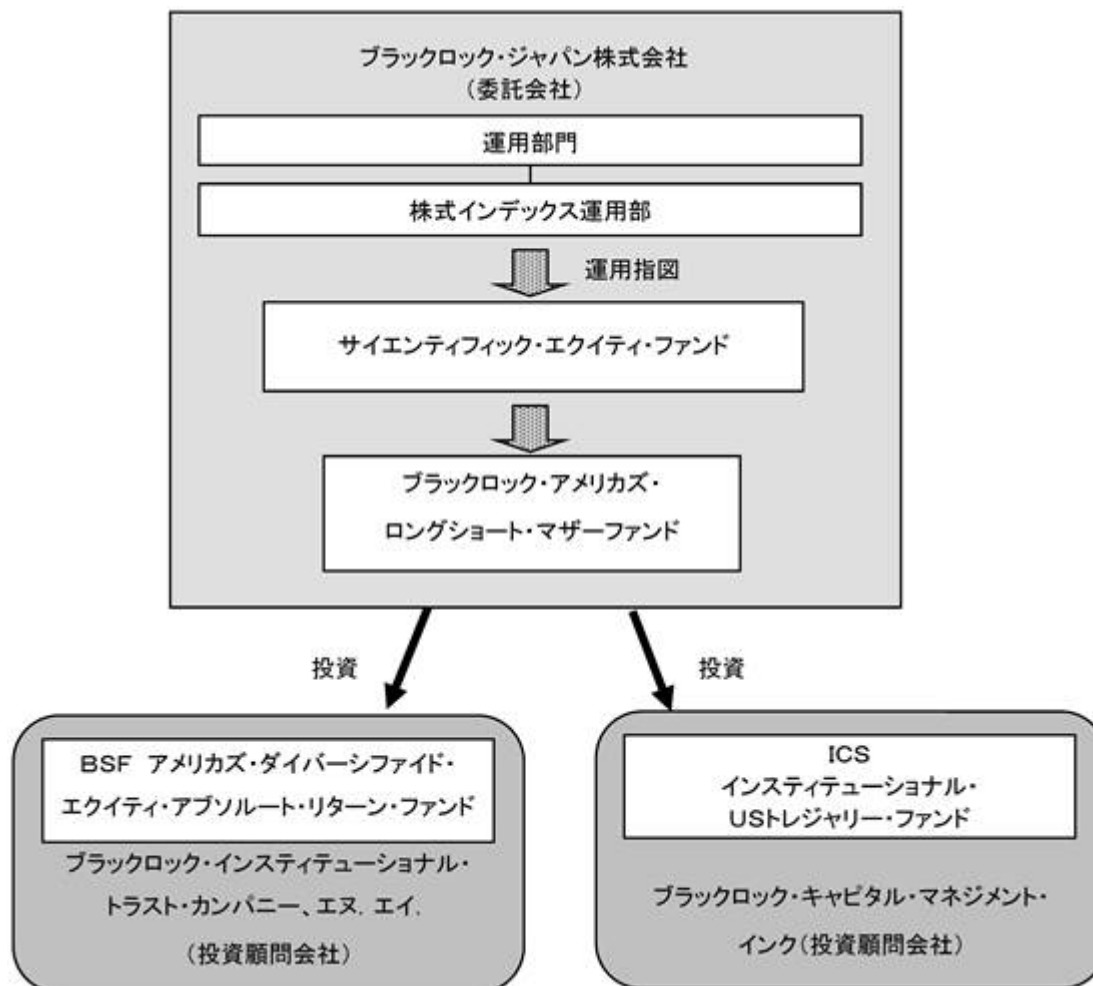 ブラックロック・ジャパン株式会社
（委託会社）
運用部門
株式インデックス運用部
運用指図
サイエンティフィック・エクイティ・ファンド
ブラックロック・アメリカズ・
ロングショート・マザーファンド
投資
投資
ＢＳＦ アメリカズ・ダイバーシファイド・
エクイティ・アブソルート・リターン・ファンド
ブラックロック・インスティテューショナル・
トラスト・カンパニー、エヌ．エイ．
（投資顧問会社）
ＩＣＳ
インスティテューショナル・
ＵＳトレジャリー・ファンド
ブラックロック・キャピタル・マネジメント・
インク（投資顧問会社）